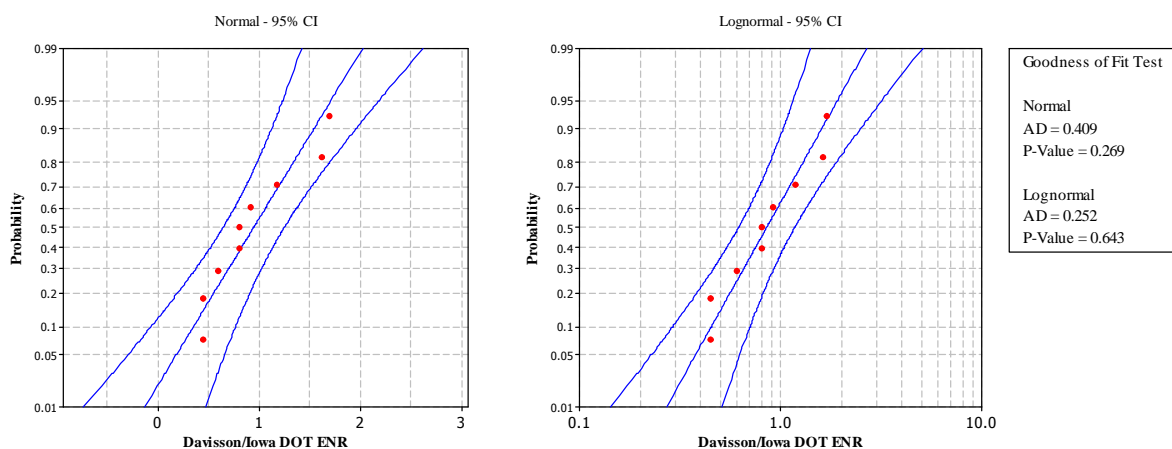 Normal - 95% CI
0.99
0.95
0.9
0.8
0.7
0.6
0.5
0.4
0.3
0.2
0.1
0.05
0.01
Probability
0
1
2
3
Davisson/Iowa DOT ENR
Lognormal - 95% CI
0.99
0.95
0.9
0.8
0.7
0.6
0.5
0.4
0.3
0.2
0.1
0.05
0.01
Probability
0.1
1.0
10.0
Davisson/Iowa DOT ENR
Goodness of Fit Test
Normal
AD = 0.409
P-Value = 0.269
Lognormal
AD = 0.252
P-Value = 0.643